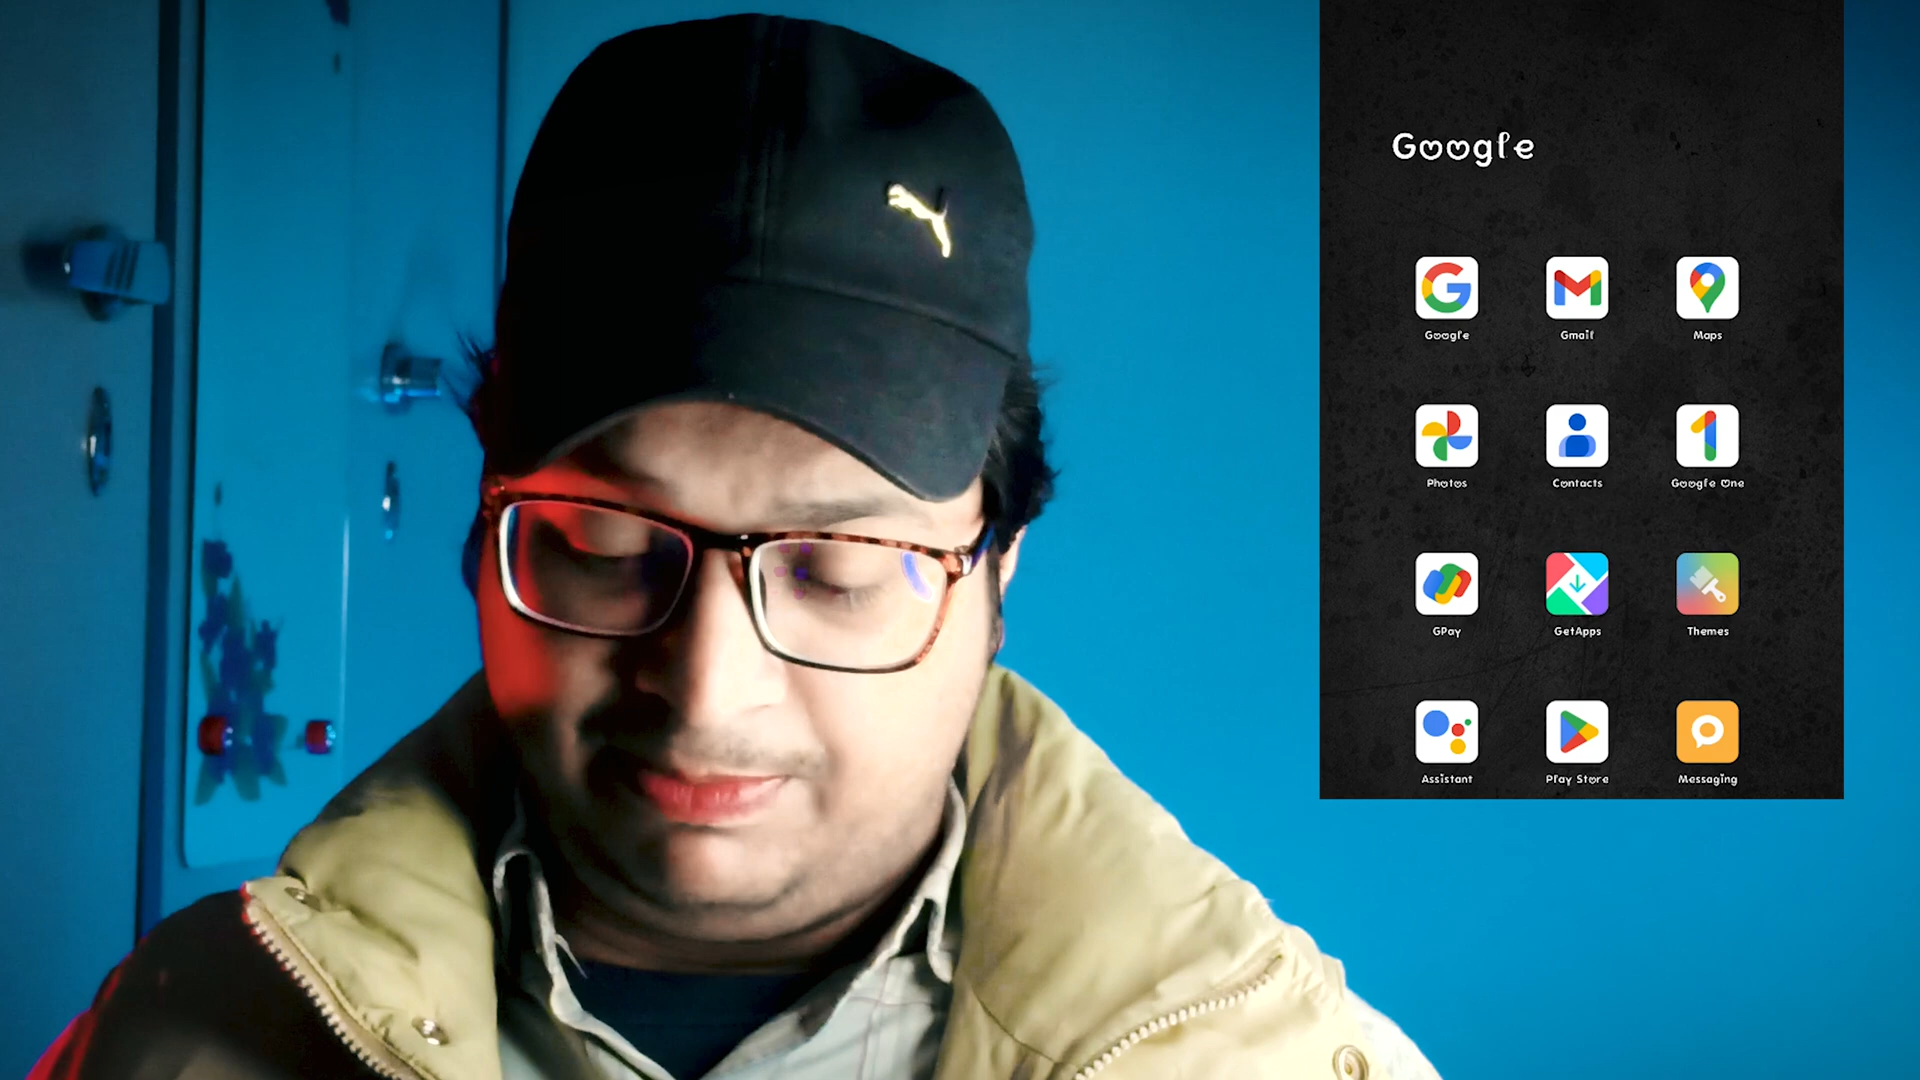 Google
Google Gmail Maps
Photos Contacts Google One
GPay GetApps Themes
Assistant Play Store Messaging